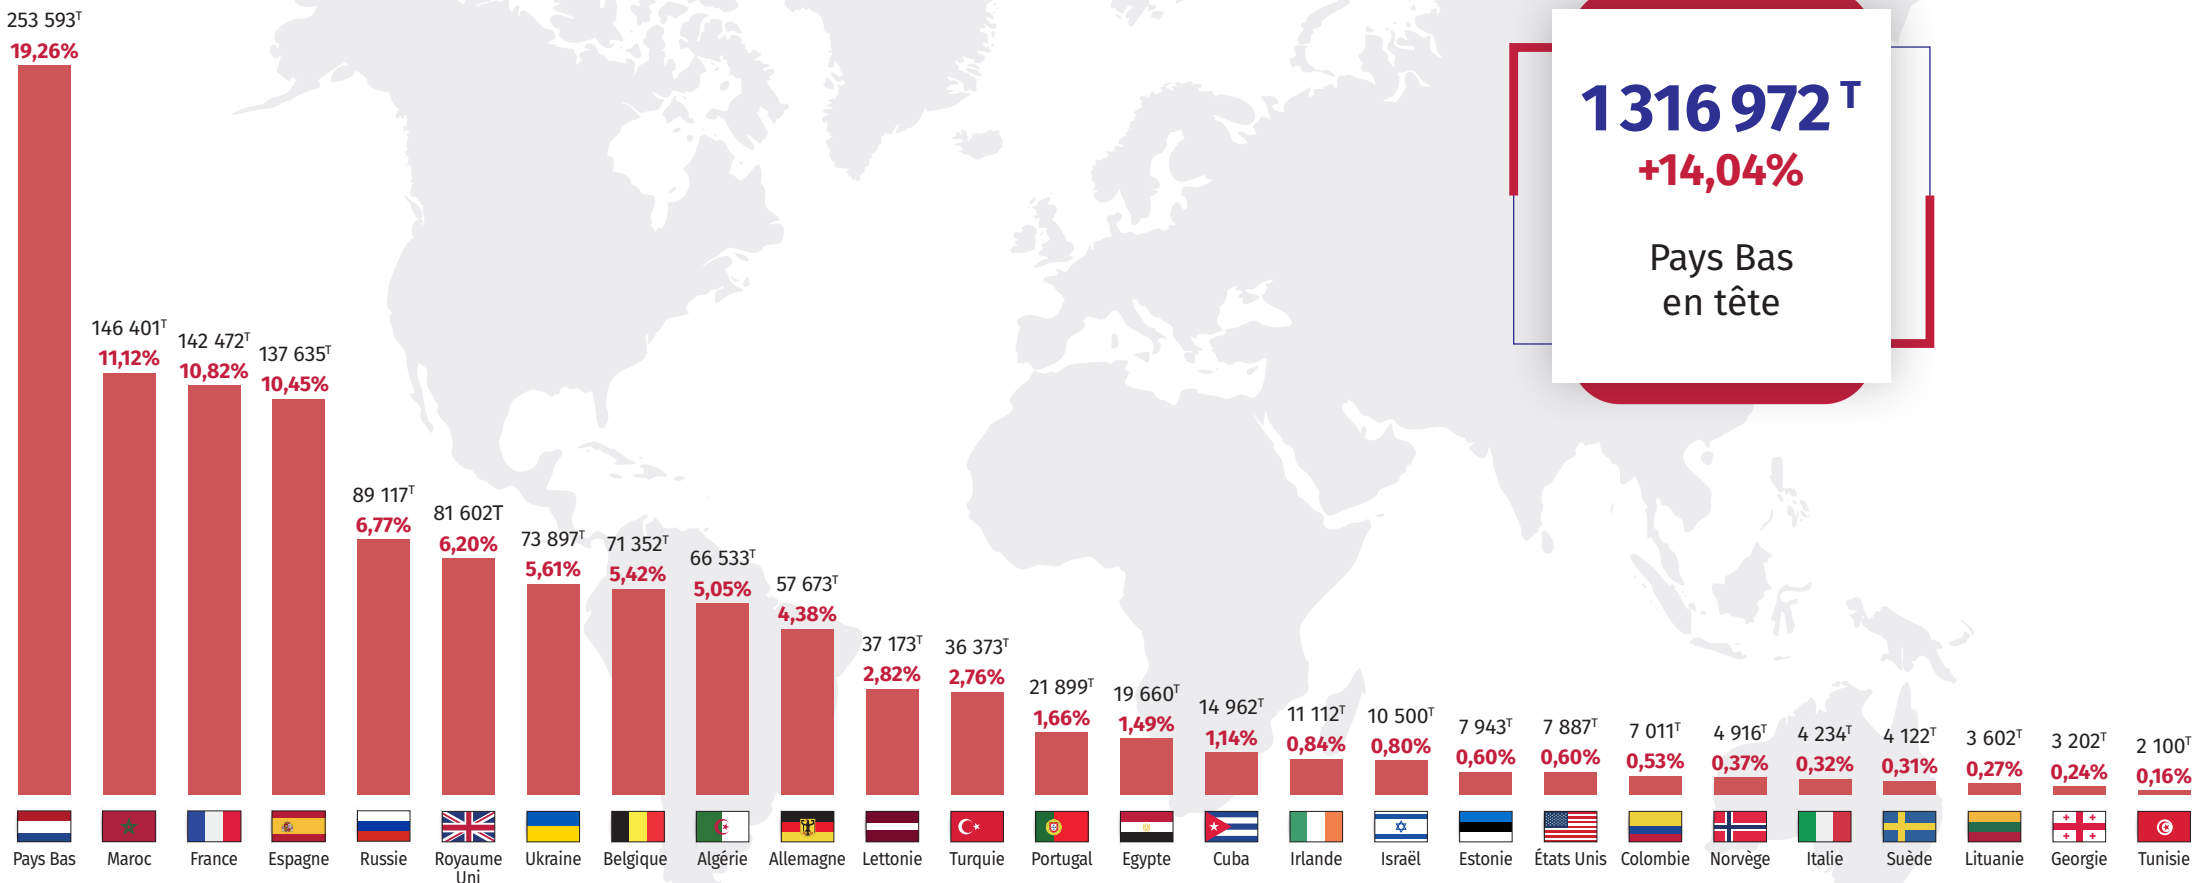 253 593T
19,26%
146 401T
11,12%
142 472T
10,82%
137 635T
10,45%
89 117T
6,77%
81 602T
6,20%
73 897T
5,61%
71 352T
5,42%
66 533T
5,05%
57 673T
4,38%
37 173T
2,82%
36 373T
2,76%
21 899T
1,66%
19 660T
1,49%
14 962T
1,14%
11 112T
0,84%
10 500T
0,80%
7 943T
0,60%
7 887T
0,60%
7 011T
0,53%
4 916T
0,37%
4 234T
0,32%
4 122T
0,31%
3 602T
0,27%
3 202T
0,24%
2 100T
0,16%
1 316 972 T
+14,04%
Pays Bas
en tête
Pays Bas
Maroc
France
Espagne
Russie
Royaume
Uni
Ukraine
Belgique
Algérie
Allemagne
Lettonie
Turquie
Portugal
Egypte
Cuba
Irlande
Israël
Estonie
États Unis
Colombie
Norvège
Italie
Suède
Lituanie
Georgie
Tunisie